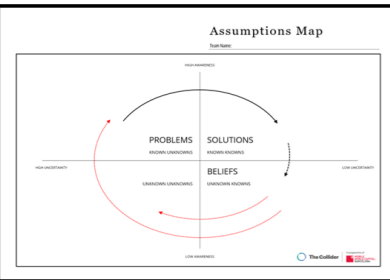 Assumptions Map
Team Name:
HIGH AWARENESS
PROBLEMS
SOLUTIONS
KNOWN UNKNOWNS
KNOWN KNOWNS
HIGH UNCERTAINTY
LOW UNCERTAINTY
BELIEFS
UNKNOWN UNKNOWNS
UNKNOWN KNOWNS
LOW AWARENESS
The Collider